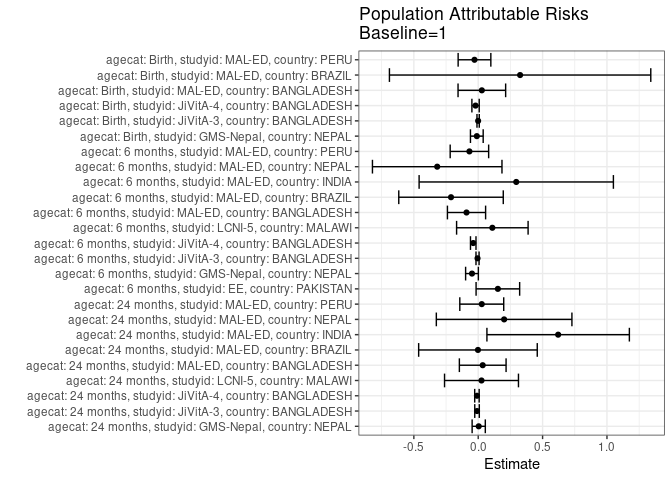 Population Attributable Risks
Baseline=1
agecat: Birth, studyid: MAL-ED, country: PERU
agecat: Birth, studyid: MAL-ED, country: BRAZIL
agecat: Birth, studyid: MAL-ED, country: BANGLADESH
agecat: Birth, studyid: JiVitA-4, country: BANGLADESH
agecat: Birth, studyid: JiVitA-3, country: BANGLADESH
agecat: Birth, studyid: GMS-Nepal, country: NEPAL
agecat: 6 months, studyid: MAL-ED, country: PERU
agecat: 6 months, studyid: MAL-ED, country: NEPAL
agecat: 6 months, studyid: MAL-ED, country: INDIA
agecat: 6 months, studyid: MAL-ED, country: BRAZIL
agecat: 6 months, studyid: MAL-ED, country: BANGLADESH
agecat: 6 months, studyid: LCNI-5, country: MALAWI
agecat: 6 months, studyid: JiVitA-4, country: BANGLADESH
agecat: 6 months, studyid: JiVitA-3, country: BANGLADESH
agecat: 6 months, studyid: GMS-Nepal, country: NEPAL
agecat: 6 months, studyid: EE, country: PAKISTAN
agecat: 24 months, studyid: MAL-ED, country: PERU
agecat: 24 months, studyid: MAL-ED, country: NEPAL
agecat: 24 months, studyid: MAL-ED, country: INDIA
agecat: 24 months, studyid: MAL-ED, country: BRAZIL
agecat: 24 months, studyid: MAL-ED, country: BANGLADESH
agecat: 24 months, studyid: LCNI-5, country: MALAWI
agecat: 24 months, studyid: JiVitA-4, country: BANGLADESH
agecat: 24 months, studyid: JiVitA-3, country: BANGLADESH
agecat: 24 months, studyid: GMS-Nepal, country: NEPAL
-0.5 0.0 0.5 1.0
Estimate